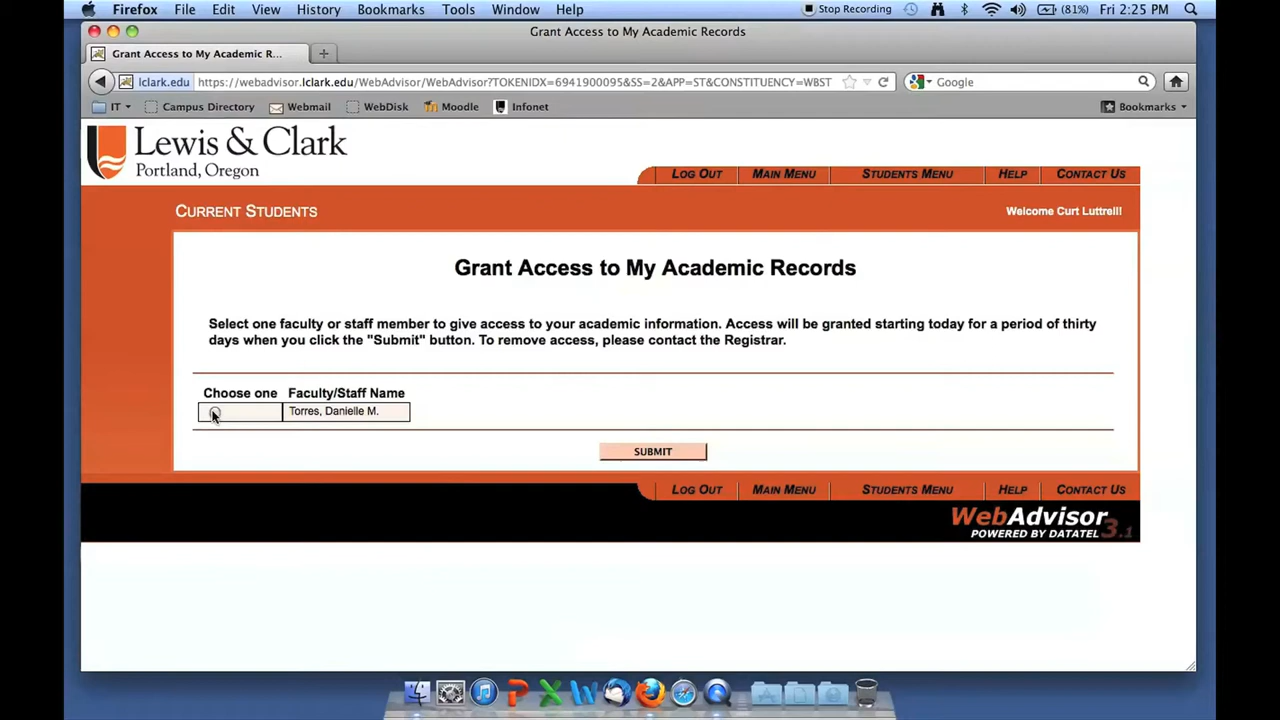 Firefox File Edit View History Bookmarks Tools Window Help Stop Recording (81%) Fri 2:25 PM
Grant Access to My Academic Records
Grant Access to My Academic R...
lclark.edu https://webadvisor.lclark.edu/WebAdvisor/WebAdvisor?TOKENIDX=6941900095&SS=2&APP=ST&CONSTITUENCY=WBST Google
IT Campus Directory Webmail WebDisk Moodle Infonet Bookmarks
Lewis & Clark
Portland, Oregon
LOG OUT MAIN MENU STUDENTS MENU HELP CONTACT US
CURRENT STUDENTS Welcome Curt Luttrell!
Grant Access to My Academic Records
Select one faculty or staff member to give access to your academic information. Access will be granted starting today for a period of thirty
days when you click the "Submit" button. To remove access, please contact the Registrar.
Choose one Faculty/Staff Name
Torres, Danielle M.
SUBMIT
LOG OUT MAIN MENU STUDENTS MENU HELP CONTACT US
WebAdvisor 3.1
POWERED BY DATATEL